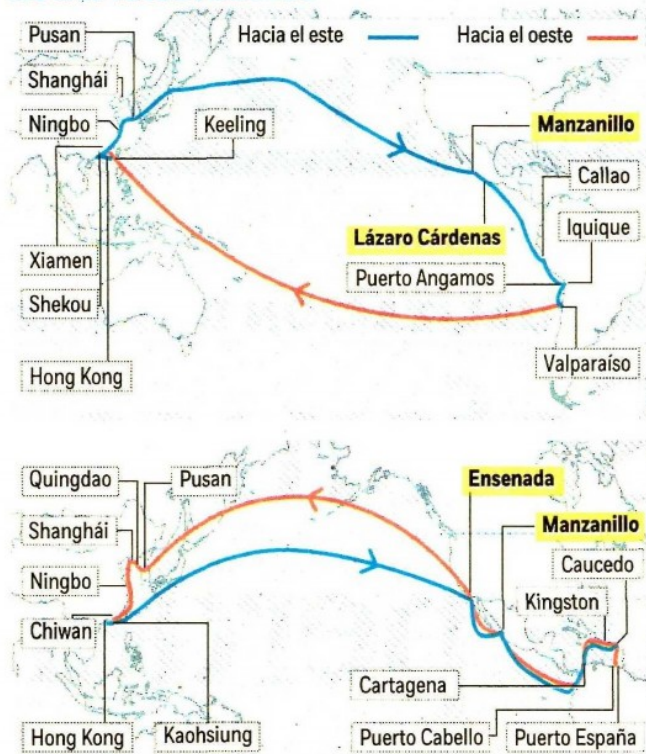 Pusan
Hacia el este
Hacia el oeste
Shanghái
Ningbo
Keeling
Manzanillo
Callao
Lázaro Cárdenas
Iquique
Xiamen
Puerto Angamos
Shekou
Hong Kong
Valparaíso
Quingdao
Pusan
Ensenada
Shanghái
Manzanillo
Caucedo
Ningbo
Kingston
Chiwan
Cartagena
Hong Kong
Kaohsiung
Puerto Cabello
Puerto España